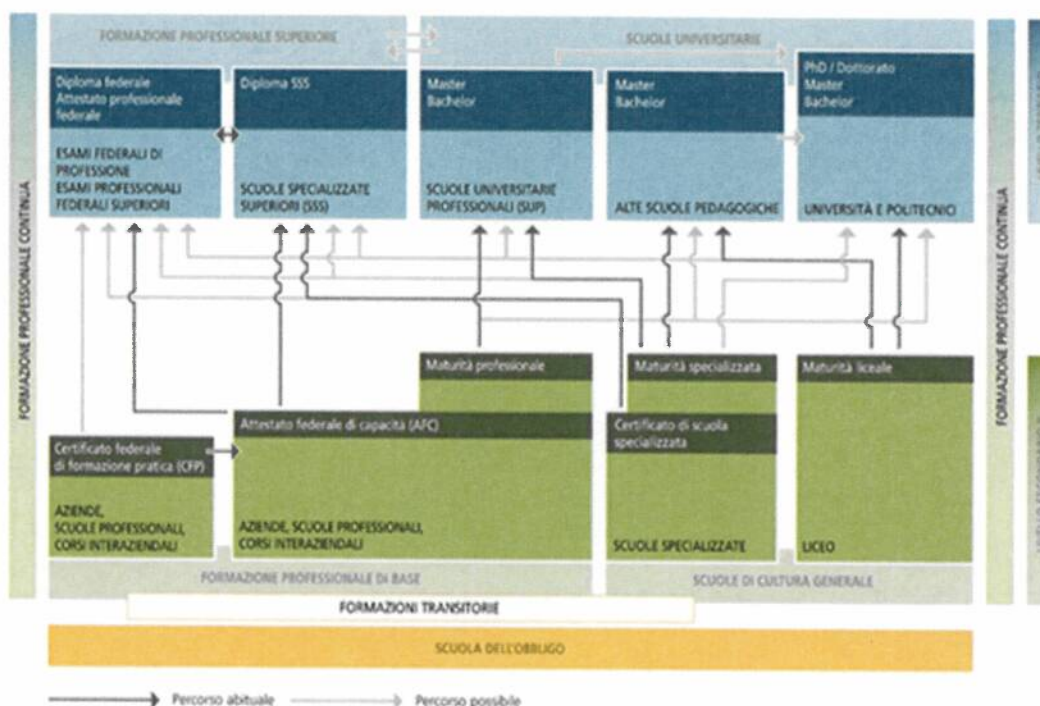 FORMAZIONE PROFESSIONALE SUPERIORE
SCUOLE UNIVERSITARIE
Diploma federale
Attestato professionale
federale
Diploma SSS
Master
Bachelor
Master
Bachelor
PhD / Dottorato
Master
Bachelor
ESAMI FEDERALI DI
PROFESSIONE
ESAMI PROFESSIONALI
FEDERALI SUPERIORI
SCUOLE SPECIALIZZATE
SUPERIORI (SSS)
SCUOLE UNIVERSITARIE
PROFESSIONALI (SUP)
ALTE SCUOLE PEDAGOGICHE
UNIVERSITÀ E POLITECNICI
FORMAZIONE PROFESSIONALE CONTINUA
FORMAZIONE PROFESSIONALE CONTINUA
Maturità professionale
Maturità specializzata
Maturità liceale
Attestato federale di capacità (AFC)
Certificato di scuola
specializzata
Certificato federale
di formazione pratica (CFP)
AZIENDE,
SCUOLE PROFESSIONALI,
CORSI INTERAZIENDALI
AZIENDE, SCUOLE PROFESSIONALI,
CORSI INTERAZIENDALI
SCUOLE SPECIALIZZATE
LICEO
FORMAZIONE PROFESSIONALE DI BASE
SCUOLE DI CULTURA GENERALE
FORMAZIONI TRANSITORIE
SCUOLA DELL'OBBLIGO
Percorso abituale
Percorso possibile